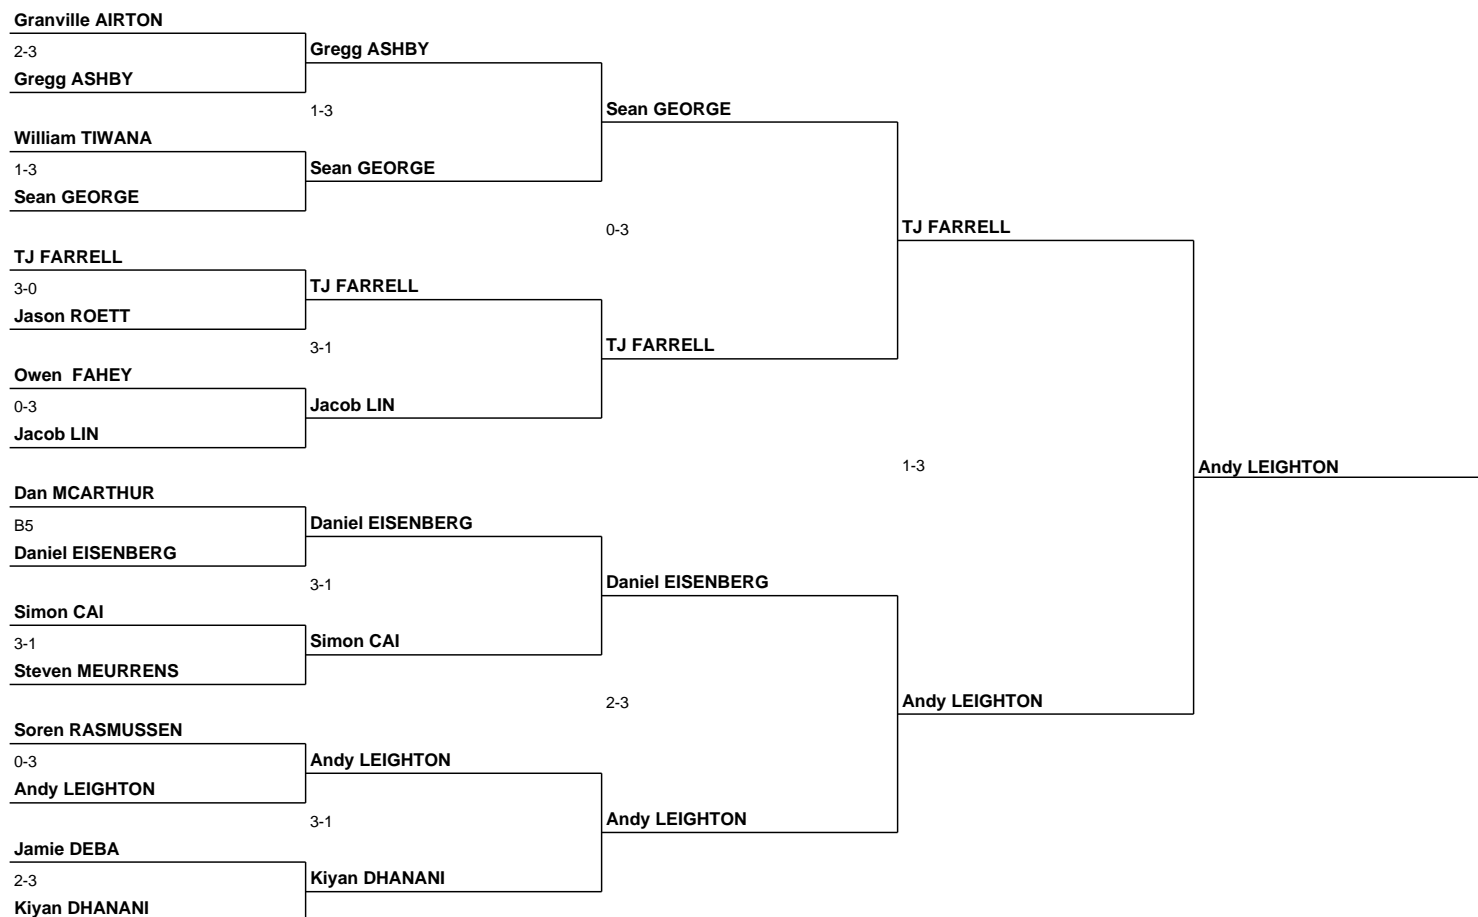 Granville AIRTON
2-3
Gregg ASHBY
Gregg ASHBY
1-3
Sean GEORGE
William TIWANA
1-3
Sean GEORGE
Sean GEORGE
0-3
TJ FARRELL
TJ FARRELL
3-0
TJ FARRELL
Jason ROETT
3-1
TJ FARRELL
Owen  FAHEY
0-3
Jacob LIN
Jacob LIN
1-3
Andy LEIGHTON
Dan MCARTHUR
B5
Daniel EISENBERG
Daniel EISENBERG
3-1
Daniel EISENBERG
Simon CAI
3-1
Simon CAI
Steven MEURRENS
2-3
Andy LEIGHTON
Soren RASMUSSEN
0-3
Andy LEIGHTON
Andy LEIGHTON
3-1
Andy LEIGHTON
Jamie DEBA
2-3
Kiyan DHANANI
Kiyan DHANANI